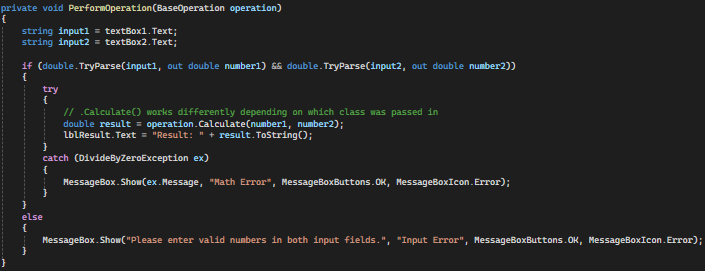 private void PerformOperation(BaseOperation operation)
{
string input1 = textBox1.Text;
string input2 = textBox2.Text;
if (double.TryParse(input1, out double number1) && double.TryParse(input2, out double number2))
{
try
{
// .Calculate() works differently depending on which class was passed in
double result = operation.Calculate(number1, number2);
lblResult.Text = "Result: " + result.ToString();
}
catch (DivideByZeroException ex)
{
MessageBox.Show(ex.Message, "Math Error", MessageBoxButtons.OK, MessageBoxIcon.Error);
}
}
else
{
MessageBox.Show("Please enter valid numbers in both input fields.", "Input Error", MessageBoxButtons.OK, MessageBoxIcon.Error);
}
}